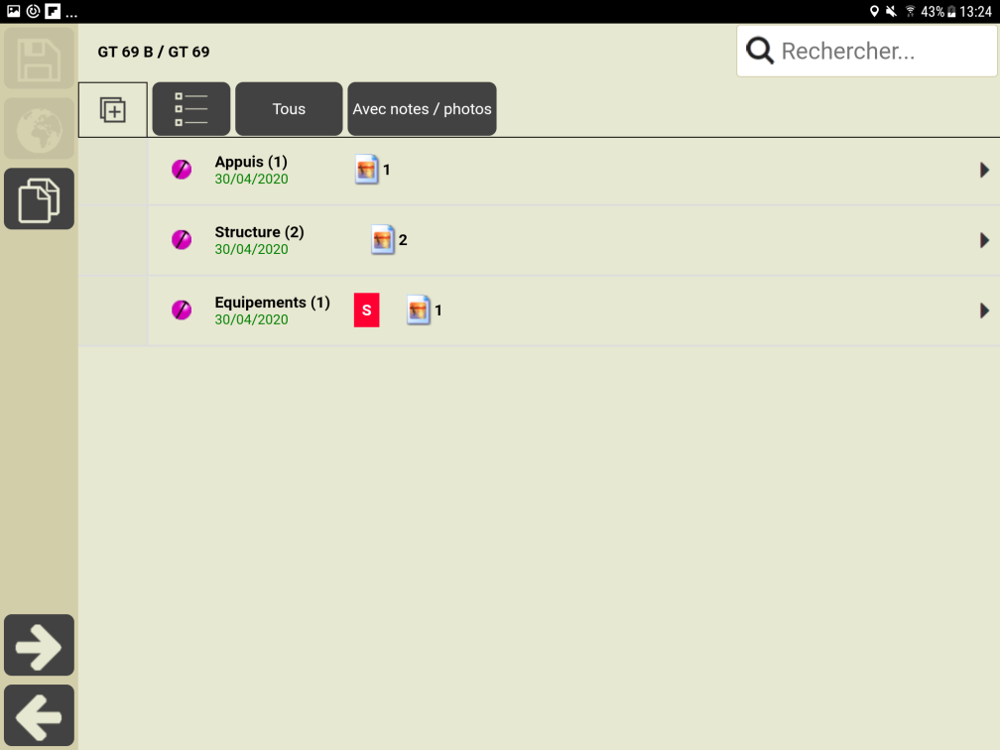 ... 43% 13:24
GT 69 B / GT 69
Rechercher...
Tous
Avec notes / photos
Appuis (1)
30/04/2020
1
Structure (2)
30/04/2020
2
Equipements (1)
30/04/2020
S
1